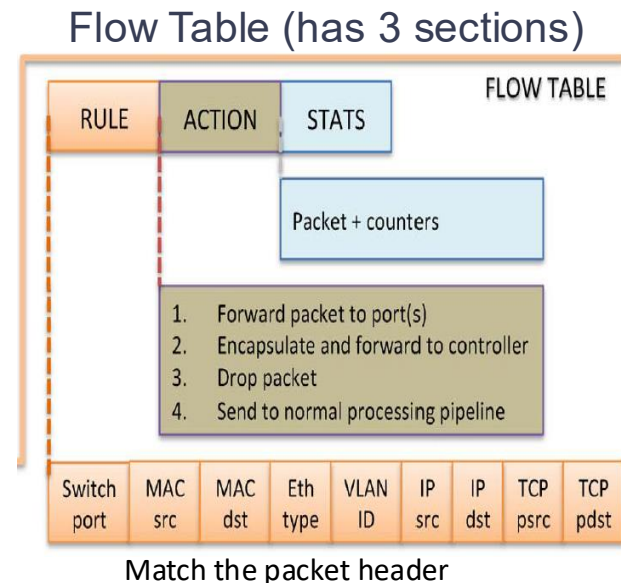 Flow Table (has 3 sections)
FLOW TABLE
RULE ACTION STATS
Packet + counters
1. Forward packet to port(s)
2. Encapsulate and forward to controller
3. Drop packet
4. Send to normal processing pipeline
Switch port
MAC src
MAC dst
Eth type
VLAN ID
IP src
IP dst
TCP psrc
TCP pdst
Match the packet header